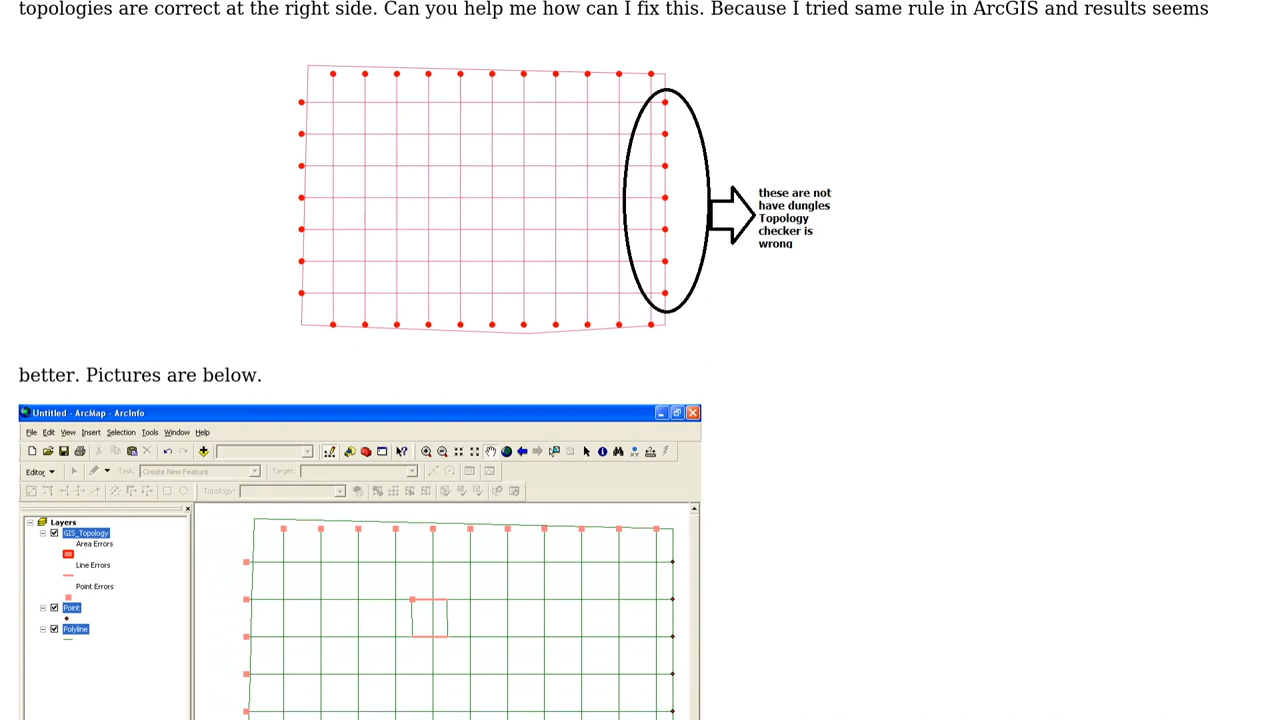 topologies are correct at the right side. Can you help me how can I fix this. Because I tried same rule in ArcGIS and results seems
these are not
have dungles
Topology
checker is
wrong
better. Pictures are below.
Untitled - ArcMap - ArcInfo
File Edit View Insert Selection Tools Window Help
Editor Task: Create New Feature Target:
Topology:
Layers
GIS_Topology
Area Errors
Line Errors
Point Errors
Point
Polyline